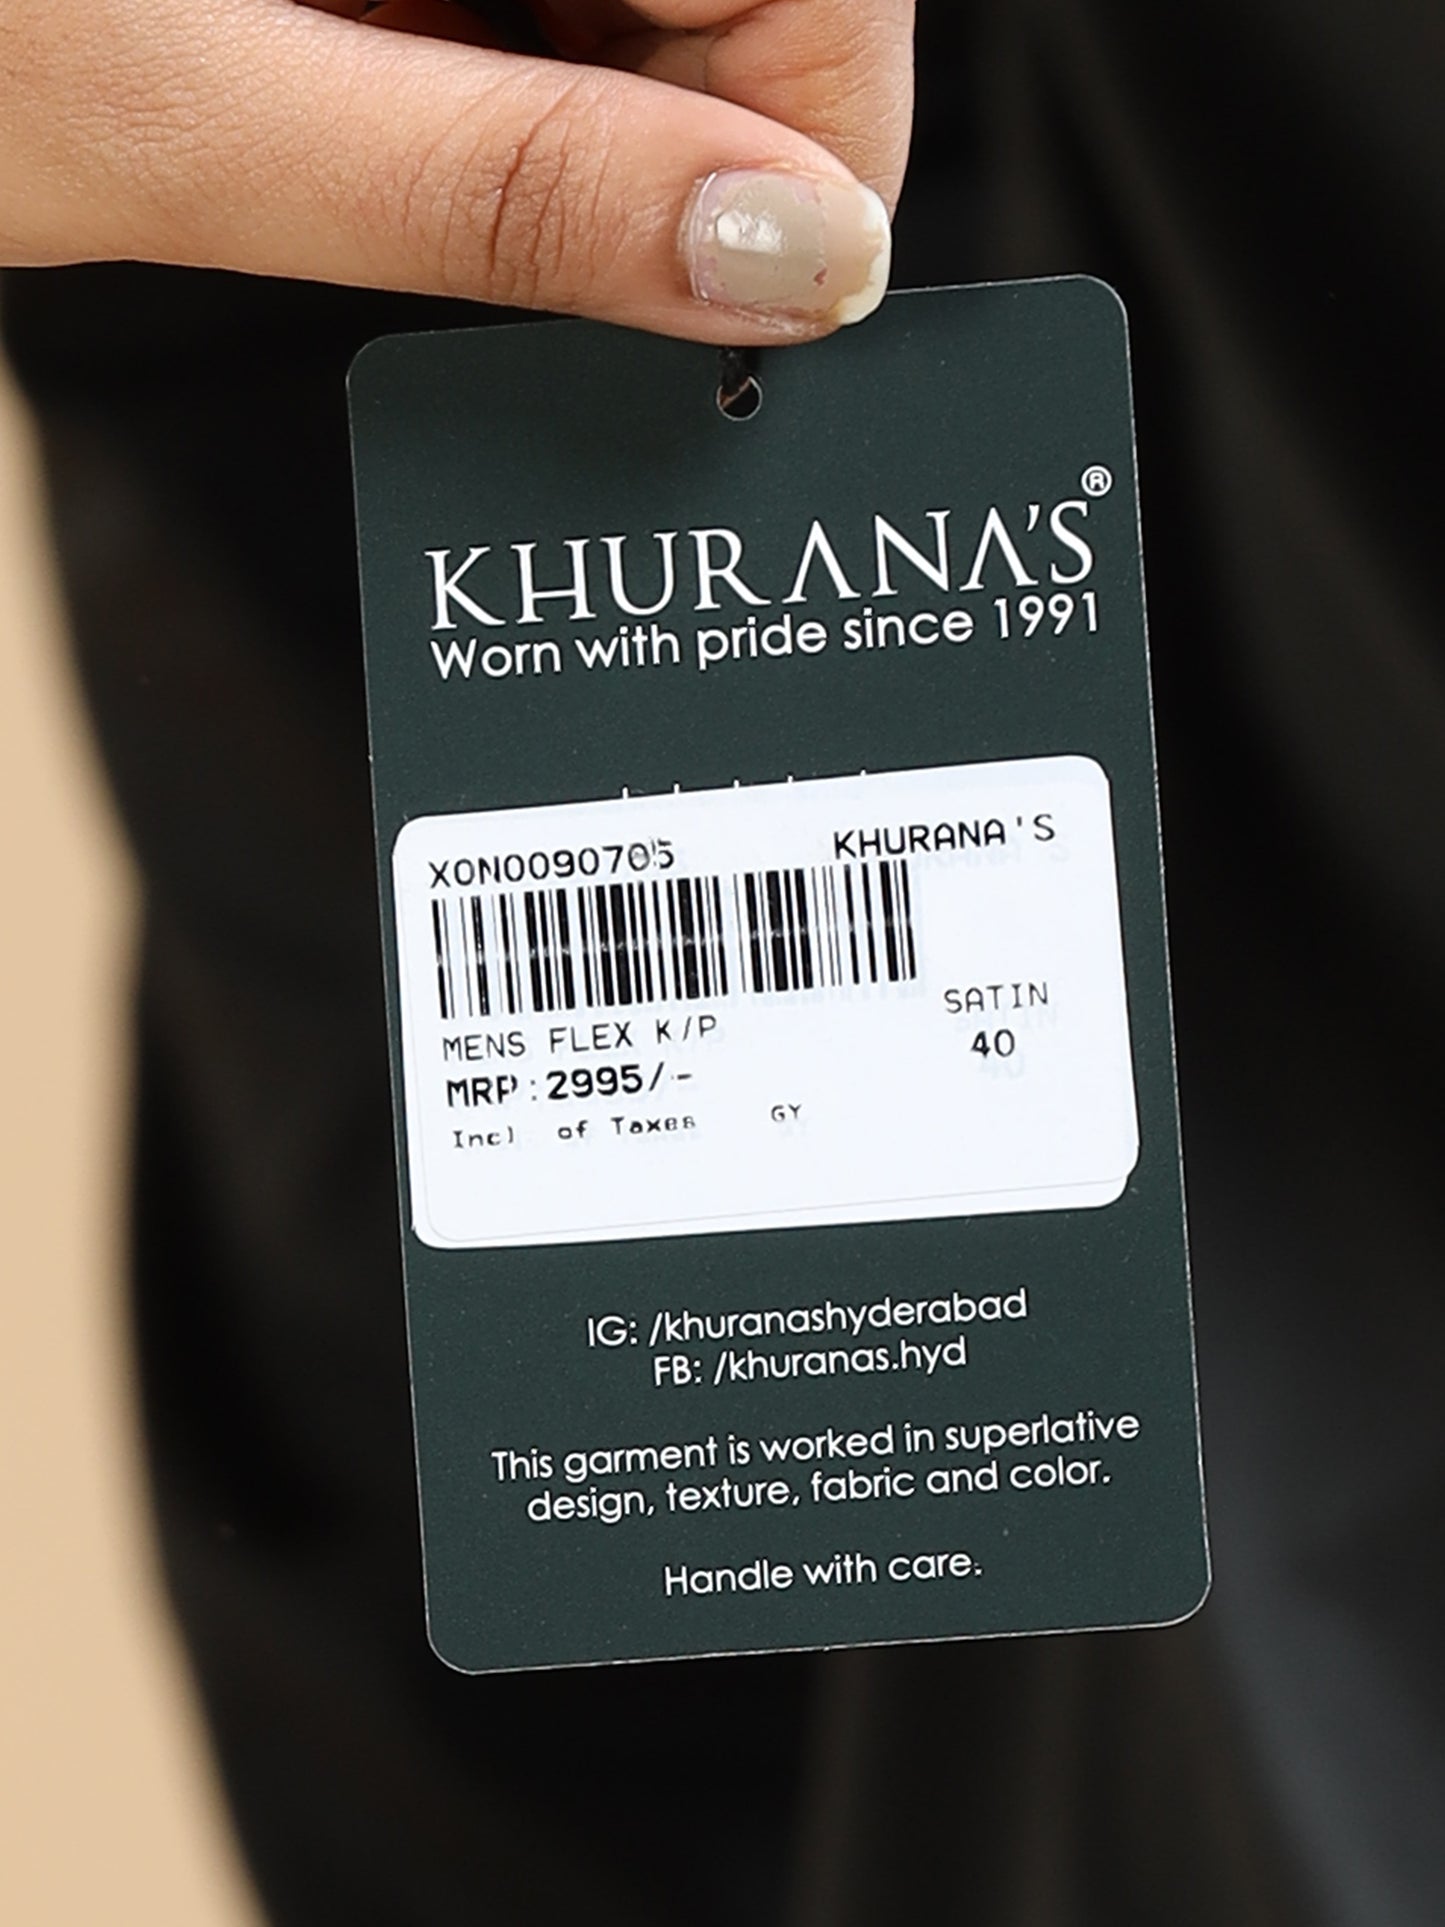 KHURANA'S®
Worn with pride since 1991
XON0090705 KHURANA'S
MENS FLEX K/P SATIN
MRP:2995/- 40
Incl of Taxes GY
IG: /khuranashyderabad
FB: /khuranas.hyd
This garment is worked in superlative
design, texture, fabric and color.
Handle with care.